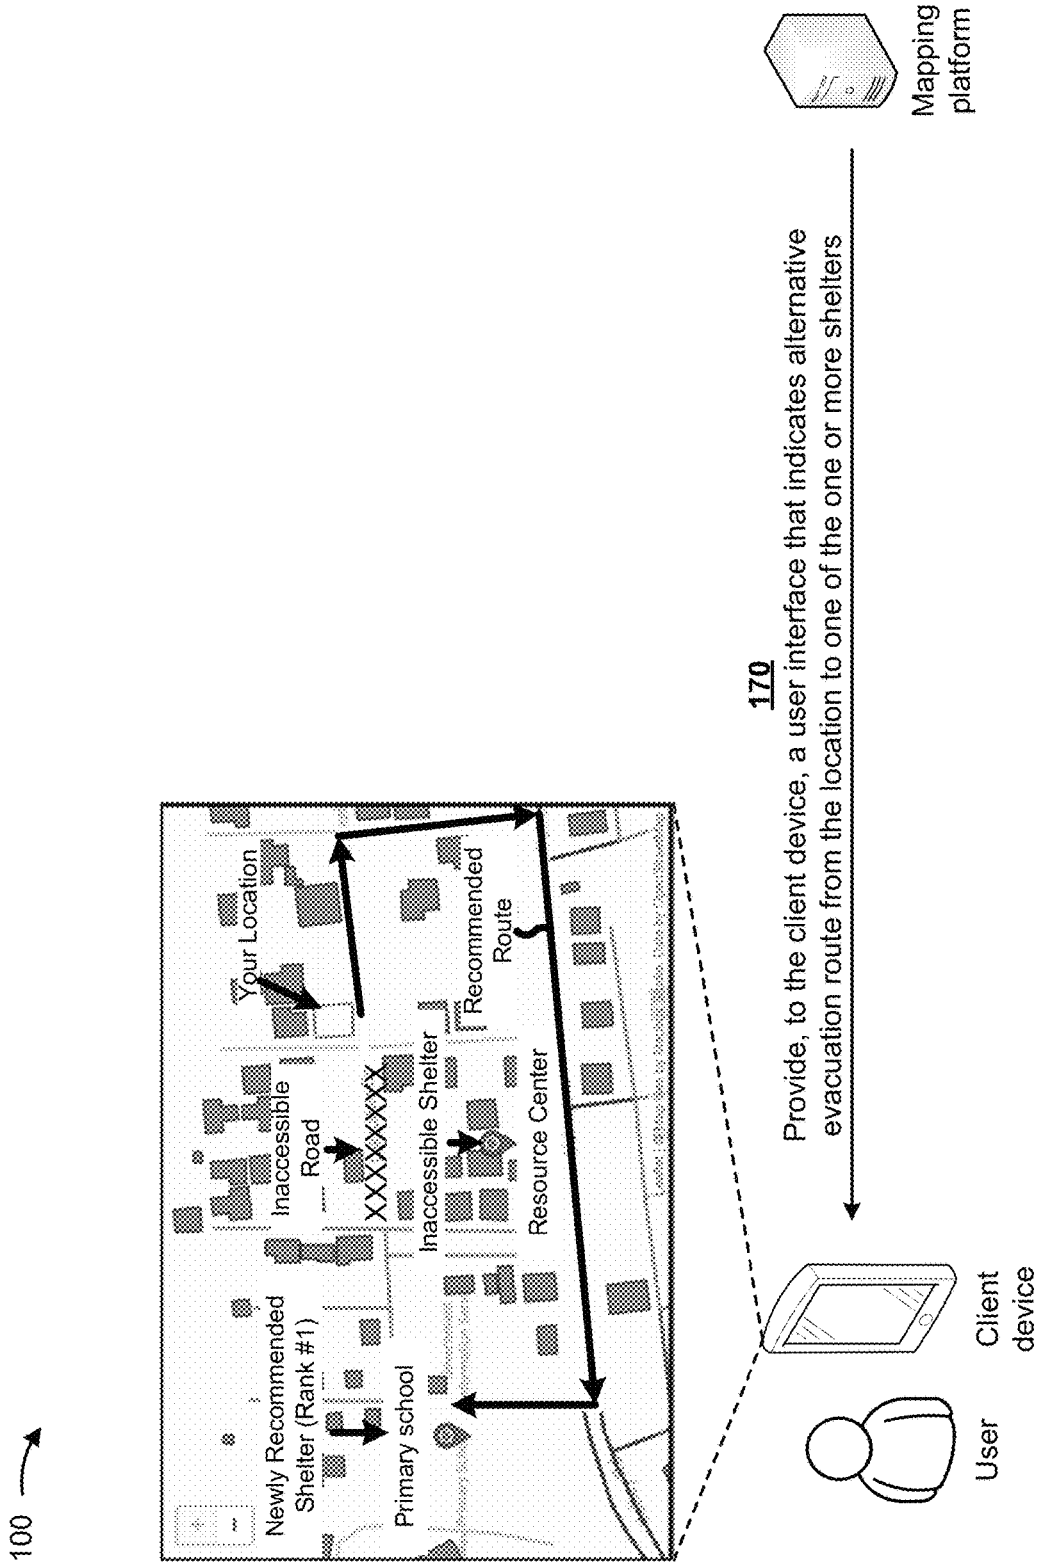 100
Newly Recommended
Shelter (Rank #1)
Primary school
Inaccessible
Road
XXXXXXXX
Inaccessible Shelter
Resource Center
Your Location
Recommended
Route
+
-
170
Provide, to the client device, a user interface that indicates alternative
evacuation route from the location to one of the one or more shelters
User
Client
device
Mapping
platform